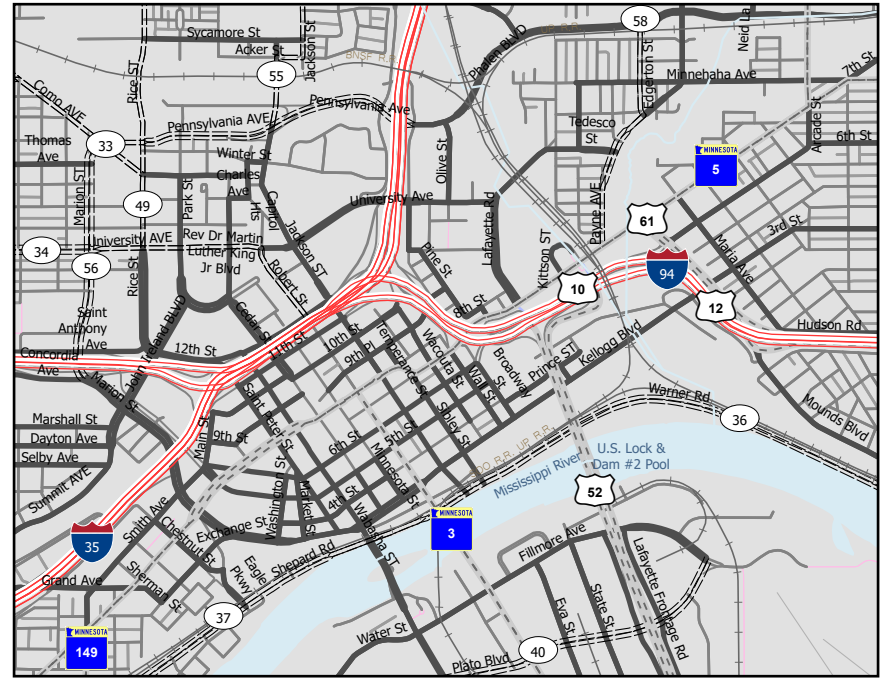 Sycamore St
Acker St
Jackson St
Rice ST
55
BNSF R.R.
Phalen BLVD
UP R.R.
58
Edgerton St
Neid La
Minnehaha Ave
7th St
Como AVE
Pennsylvania AVE
Pennsylvania Ave
33
Thomas
Ave
Winter St
Charles
Ave
Olive St
Tedesco
St
Arcade St
6th St
MINNESOTA
5
Marion ST
49
Park St
Capitol
His
University Ave
Lafayette Rd
Payne AVE
61
3rd St
34
University AVE
Rev Dr Martin
Luther King
Jr Blvd
Jackson ST
Kittson ST
Maria Ave
56
Rice St
Robert St
Pine St
94
10
12
Saint
Anthony
Ave
John Ireland BLVD
Cedar St
8th St
Hudson Rd
Concordia
Ave
12th St
11th St
10th St
9th Pl
Temperance St
Wacouta St
Wall St
Broadway
Prince ST
Kellogg Blvd
Marion St
Marshall St
Dayton Ave
Selby Ave
Summit AVE
Main St
9th St
Saint Peter St
6th St
5th St
4th St
Sibley St
Minnesota St
Warner Rd
36
Mounds Blvd
SOO R.R. UP R.R.
Mississippi River
U.S. Lock &
Dam #2 Pool
52
Washington St
Market St
Wabasha ST
Smith Ave
Exchange St
Chestnut St
35
Eagle
Pkwy
Shepard Rd
MINNESOTA
3
Fillmore Ave
Grand Ave
Sherman St
37
MINNESOTA
149
Water St
Plato Blvd
40
Eva St
State St
Lafayette Frontage Rd